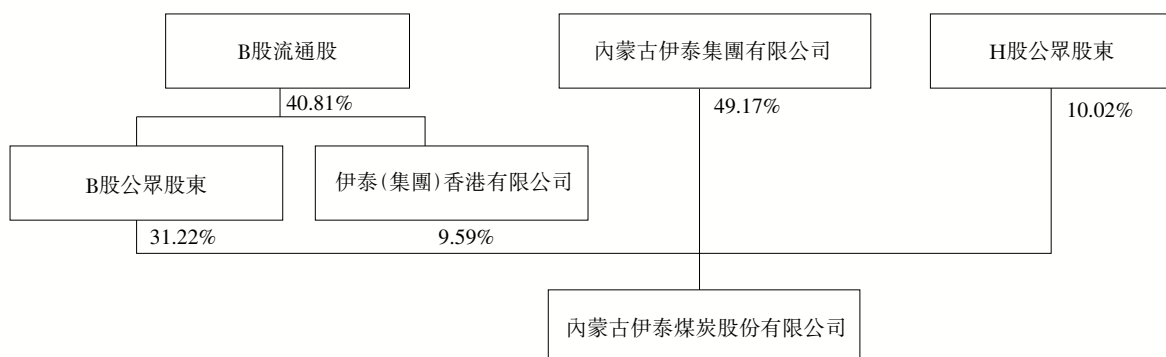 B股流通股
內蒙古伊泰集團有限公司
H股公眾股東
40.81%
49.17%
10.02%
B股公眾股東
伊泰(集團)香港有限公司
31.22%
9.59%
內蒙古伊泰煤炭股份有限公司